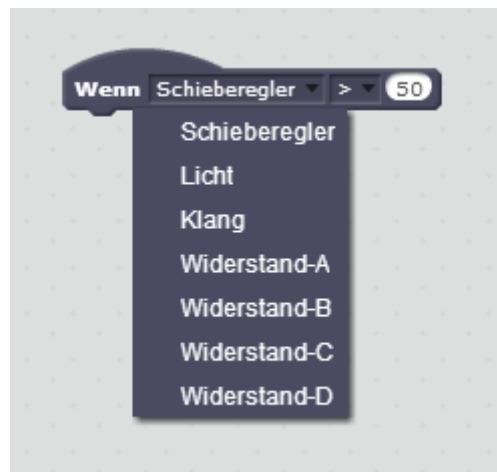 Wenn Schieberegler > 50
Schieberegler
Licht
Klang
Widerstand-A
Widerstand-B
Widerstand-C
Widerstand-D